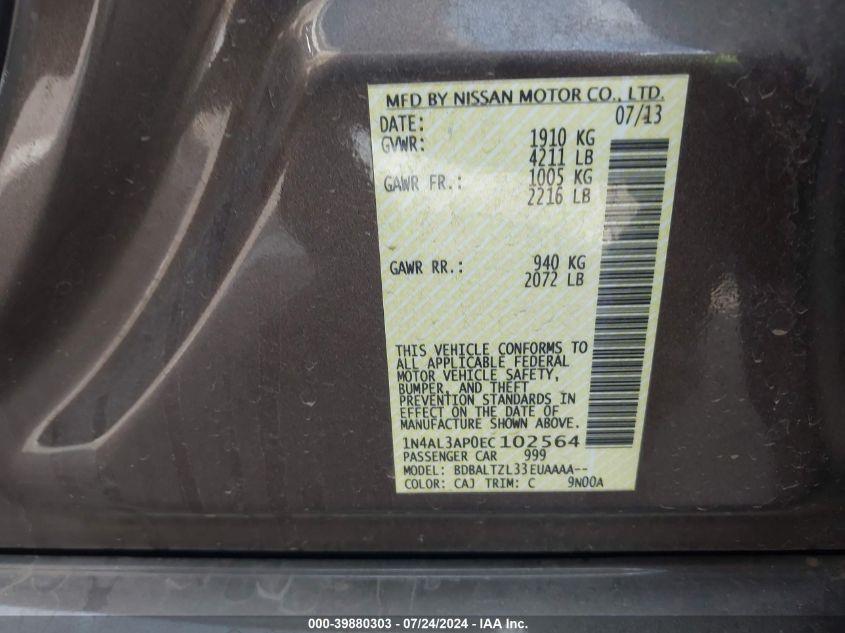 MFD BY NISSAN MOTOR CO., LTD.
DATE: 07/13
GVWR: 1910 KG
4211 LB
GAWR FR.: 1005 KG
2216 LB
GAWR RR.: 940 KG
2072 LB
THIS VEHICLE CONFORMS TO
ALL APPLICABLE FEDERAL
MOTOR VEHICLE SAFETY,
BUMPER, AND THEFT
PREVENTION STANDARDS IN
EFFECT ON THE DATE OF
MANUFACTURE SHOWN ABOVE.
1N4AL3AP0EC102564
PASSENGER CAR 999
MODEL: BDBALTZL33EUAAAA--
COLOR: CAJ TRIM: C 9N00A
000-39880303 - 07/24/2024 - IAA Inc.